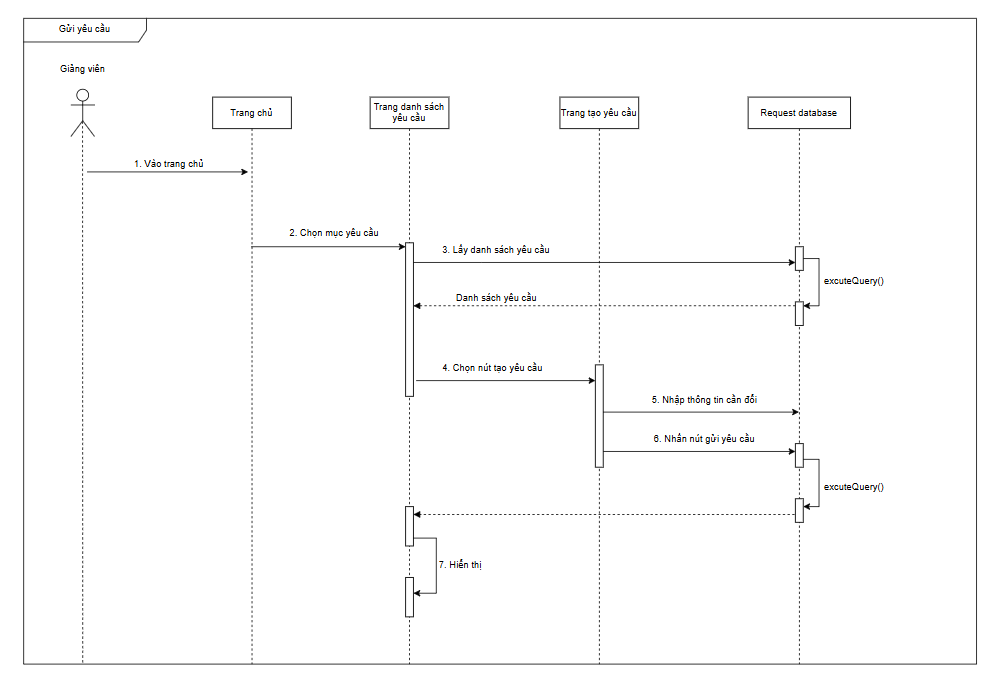 Gửi yêu cầu
Giảng viên
Trang chủ
Trang danh sách
yêu cầu
Trang tạo yêu cầu
Request database
1. Vào trang chủ
2. Chọn mục yêu cầu
3. Lấy danh sách yêu cầu
excuteQuery()
Danh sách yêu cầu
4. Chọn nút tạo yêu cầu
5. Nhập thông tin cần đổi
6. Nhấn nút gửi yêu cầu
excuteQuery()
7. Hiển thị